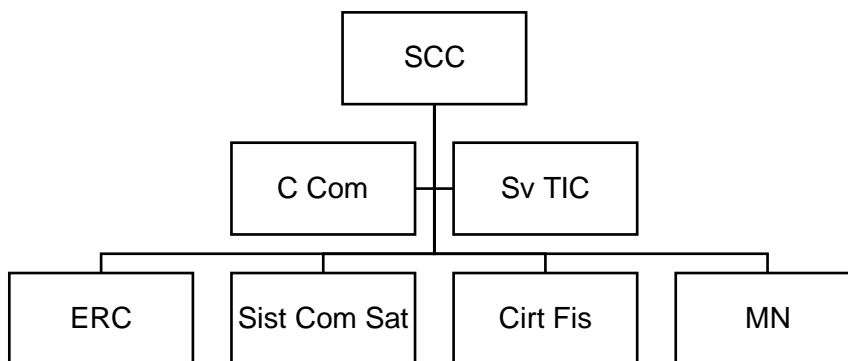 SCC
C Com
Sv TIC
ERC
Sist Com Sat
Cirt Fis
MN